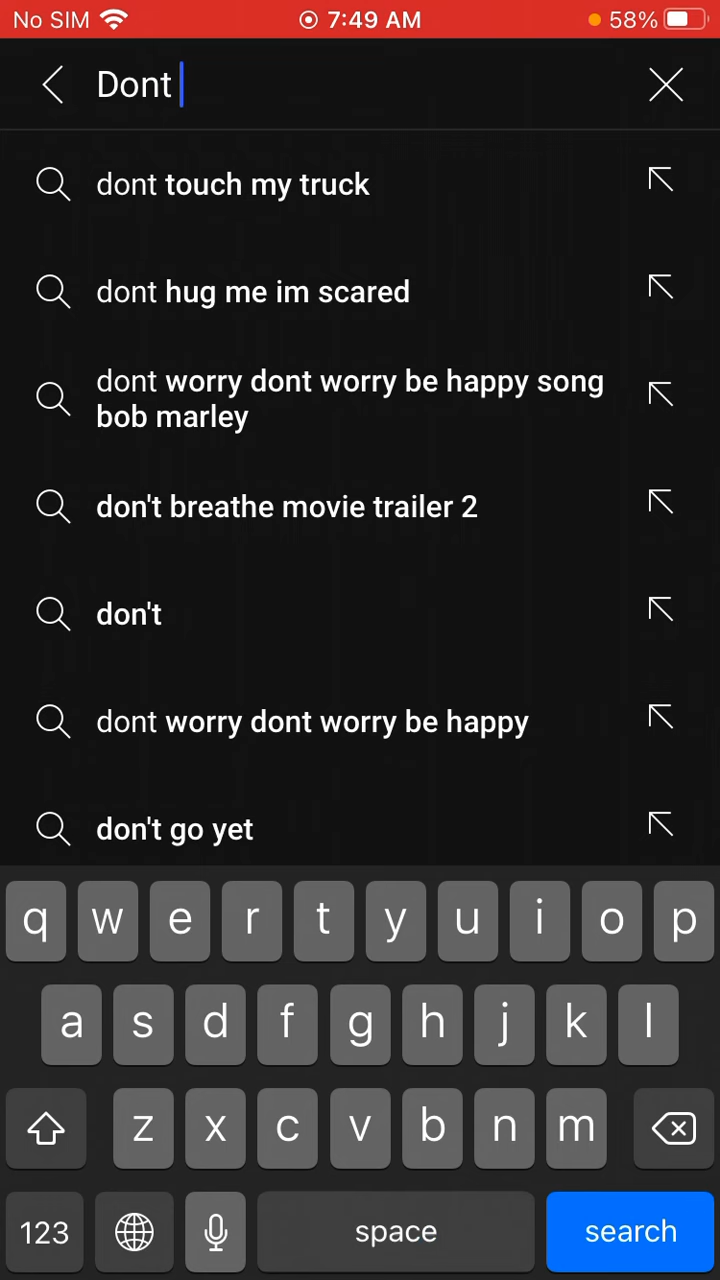 No SIM 7:49 AM 58%
Dont
dont touch my truck
dont hug me im scared
dont worry dont worry be happy song
bob marley
don't breathe movie trailer 2
don't
dont worry dont worry be happy
don't go yet
q w e r t y u i o p
a s d f g h j k l
z x c v b n m
123 space search